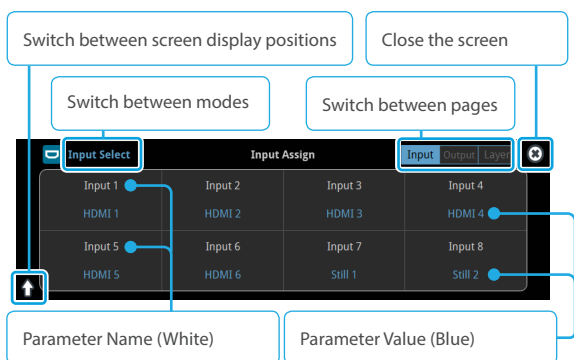 Switch between screen display positions
Close the screen
Switch between modes
Switch between pages
Input Select
Input Assign
Input Output Layer
Input 1 Input 2 Input 3 Input 4
HDMI 1 HDMI 2 HDMI 3 HDMI 4
Input 5 Input 6 Input 7 Input 8
HDMI 5 HDMI 6 Still 1 Still 2
Parameter Name (White)
Parameter Value (Blue)